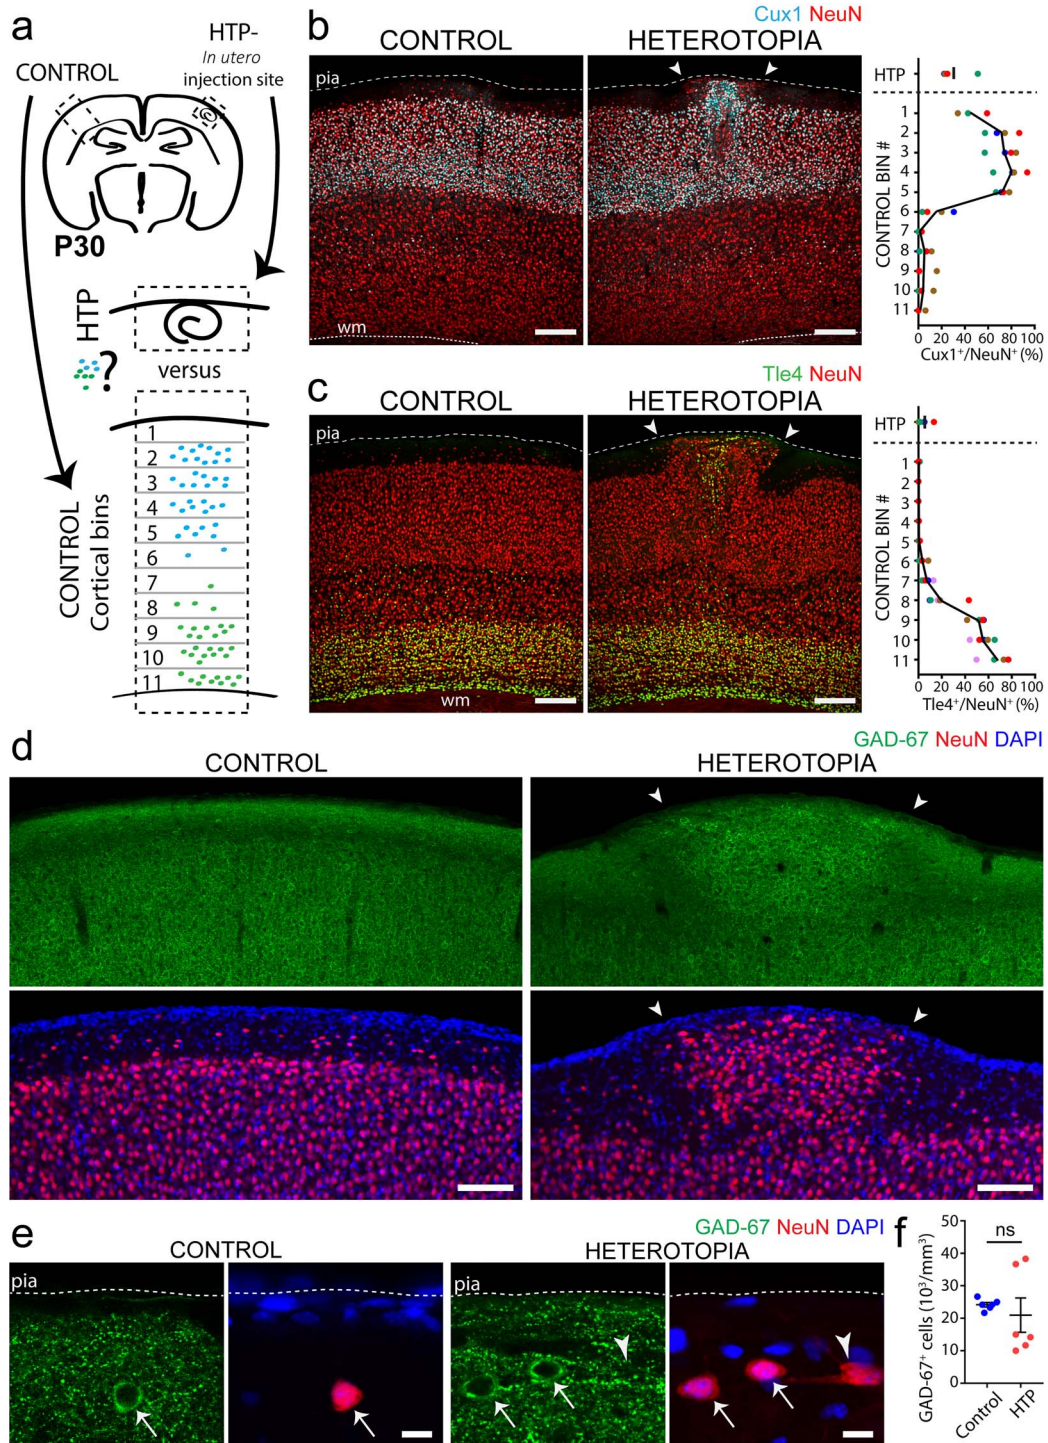 a
CONTROL
HTP-
In utero
injection site
P30
HTP
?
versus
CONTROL
Cortical bins
1
2
3
4
5
6
7
8
9
10
11
b
Cux1 NeuN
CONTROL
HETEROTOPIA
pia
wm
HTP
CONTROL BIN #
1
2
3
4
5
6
7
8
9
10
11
0 20 40 60 80 100
Cux1⁺/NeuN⁺ (%)
c
Tle4 NeuN
CONTROL
HETEROTOPIA
pia
wm
HTP
CONTROL BIN #
1
2
3
4
5
6
7
8
9
10
11
0 20 40 60 80 100
Tle4⁺/NeuN⁺ (%)
d
GAD-67 NeuN DAPI
CONTROL
HETEROTOPIA
e
GAD-67 NeuN DAPI
CONTROL
HETEROTOPIA
pia
pia
f
GAD-67⁺ cells (10³/mm³)
50
40
30
20
10
0
ns
Control
HTP